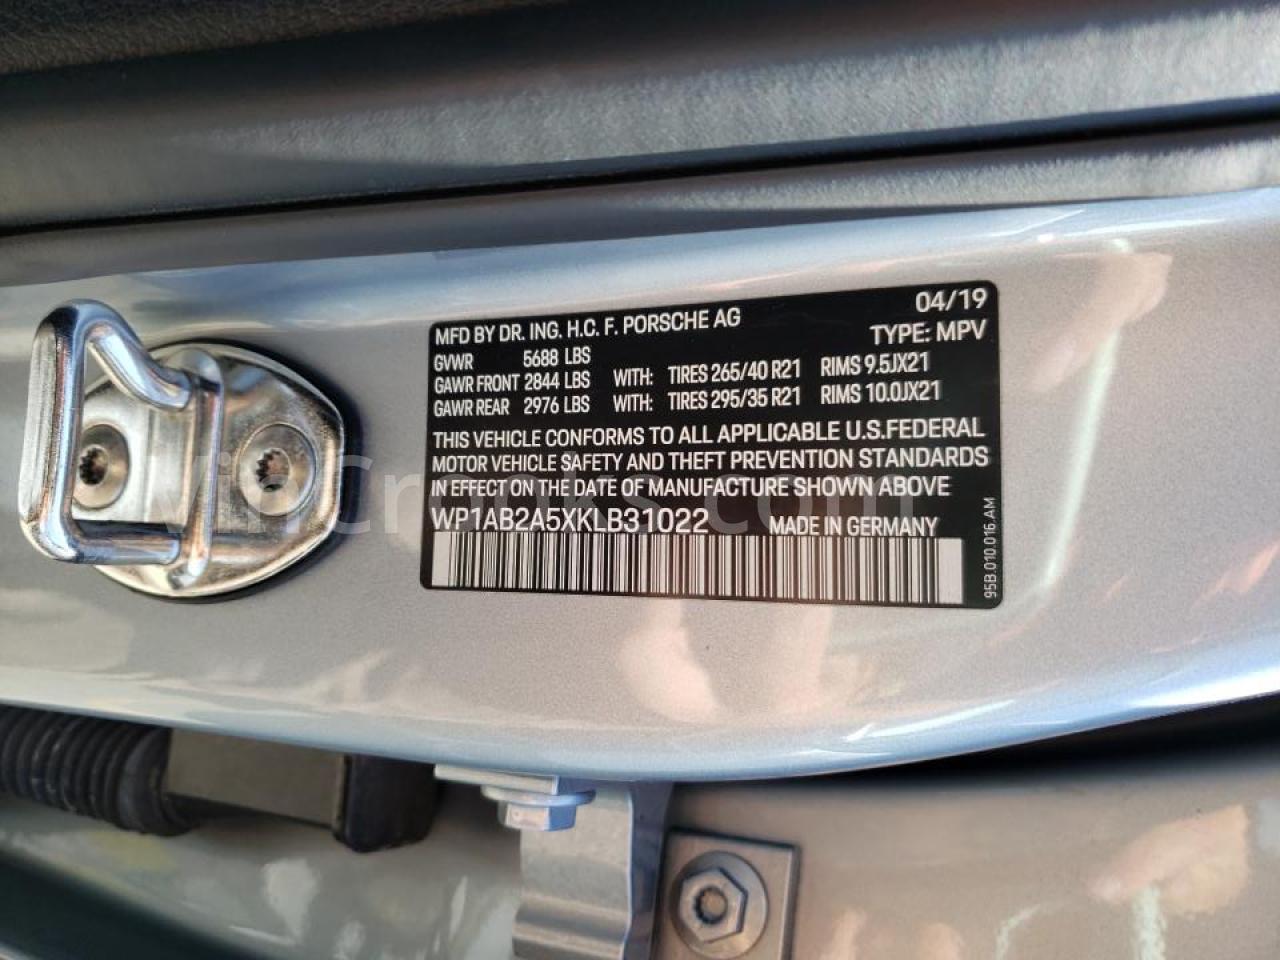 04/19
MFD BY DR. ING. H.C. F. PORSCHE AG
TYPE: MPV
GVWR 5688 LBS
GAWR FRONT 2844 LBS WITH: TIRES 265/40 R21 RIMS 9.5JX21
GAWR REAR 2976 LBS WITH: TIRES 295/35 R21 RIMS 10.0JX21
THIS VEHICLE CONFORMS TO ALL APPLICABLE U.S.FEDERAL
MOTOR VEHICLE SAFETY AND THEFT PREVENTION STANDARDS
IN EFFECT ON THE DATE OF MANUFACTURE SHOWN ABOVE
WP1AB2A5XKLB31022 MADE IN GERMANY
95B.010.016.AM